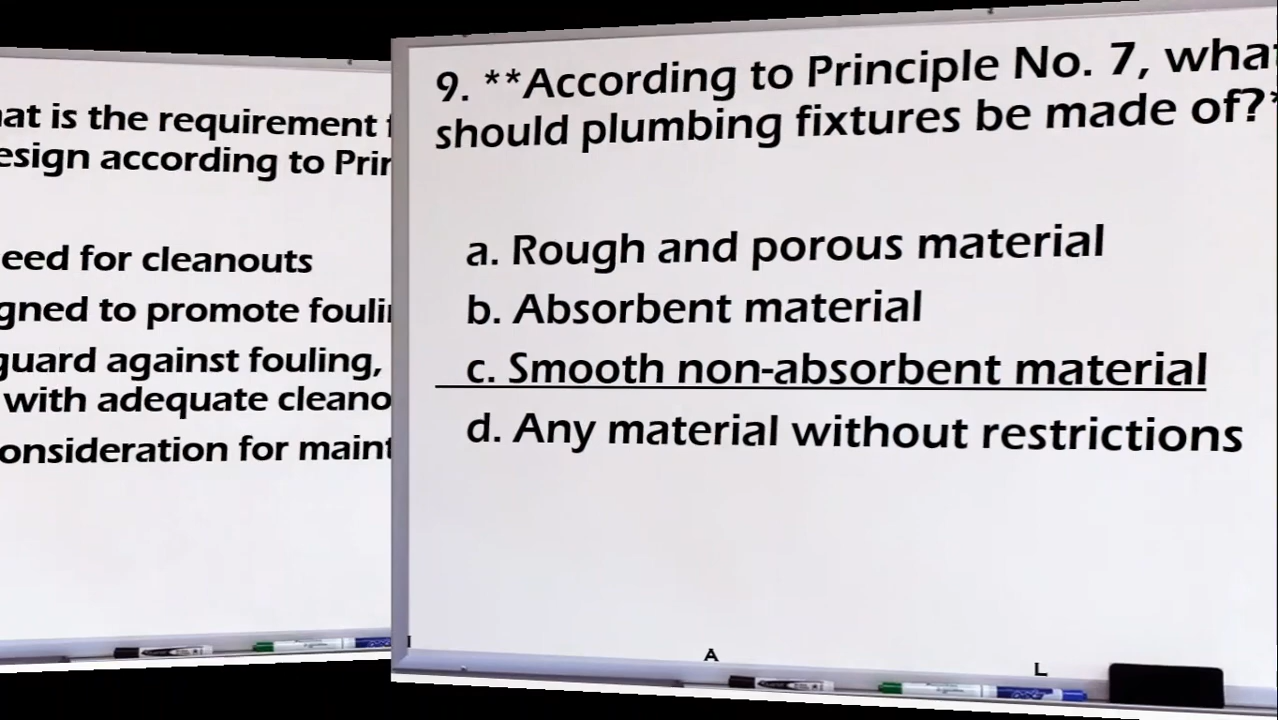 at is the requirement
esign according to Prin
eed for cleanouts
gned to promote fouli
guard against fouling,
with adequate cleano
onsideration for maint
9. **According to Principle No. 7, what
should plumbing fixtures be made of?*
a. Rough and porous material
b. Absorbent material
c. Smooth non-absorbent material
d. Any material without restrictions
A
L